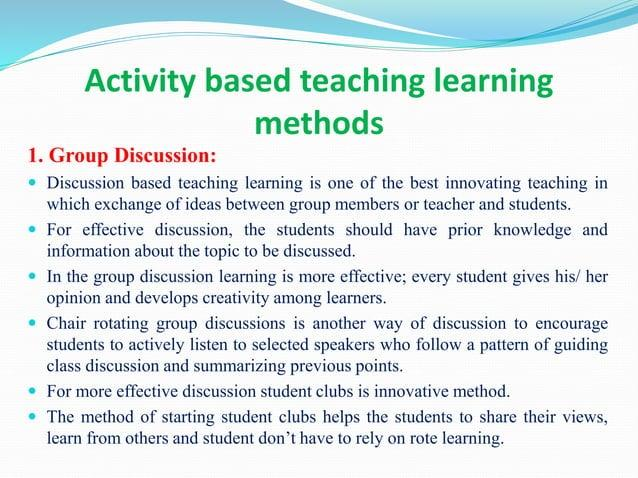 Activity based teaching learning
methods
1. Group Discussion:
Discussion based teaching learning is one of the best innovating teaching in
which exchange of ideas between group members or teacher and students.
For effective discussion, the students should have prior knowledge and
information about the topic to be discussed.
In the group discussion learning is more effective; every student gives his/ her
opinion and develops creativity among learners.
Chair rotating group discussions is another way of discussion to encourage
students to actively listen to selected speakers who follow a pattern of guiding
class discussion and summarizing previous points.
For more effective discussion student clubs is innovative method.
The method of starting student clubs helps the students to share their views,
learn from others and student don’t have to rely on rote learning.